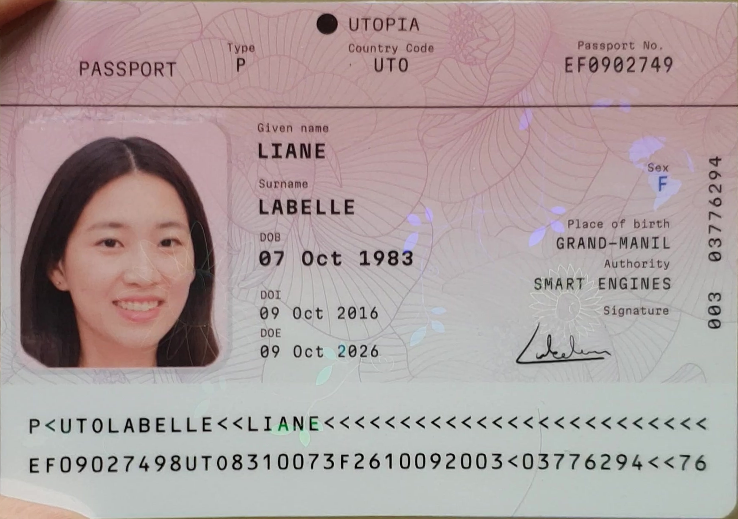 UTOPIA
PASSPORT
Type
P
Country Code
UTO
Passport No.
EF0902749
Given name
LIANE
Surname
LABELLE
DOB
07 Oct 1983
DOI
09 Oct 2016
DOE
09 Oct 2026
Sex
F
Place of birth
GRAND-MANIL
Authority
SMART ENGINES
Signature
003 03776294
P<UTOLABELLE<<LIANE<<<<<<<<<<<<<<<<<<<<<<<<<
EF09027498UTO8310073F2610092003<03776294<<76